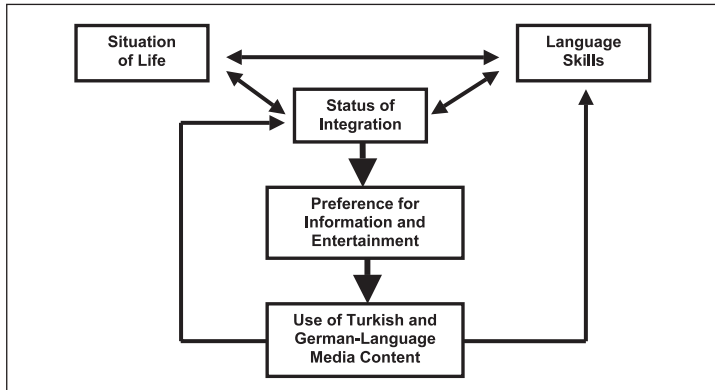 Situation
of Life
Language
Skills
Status of
Integration
Preference for
Information and
Entertainment
Use of Turkish and
German-Language
Media Content